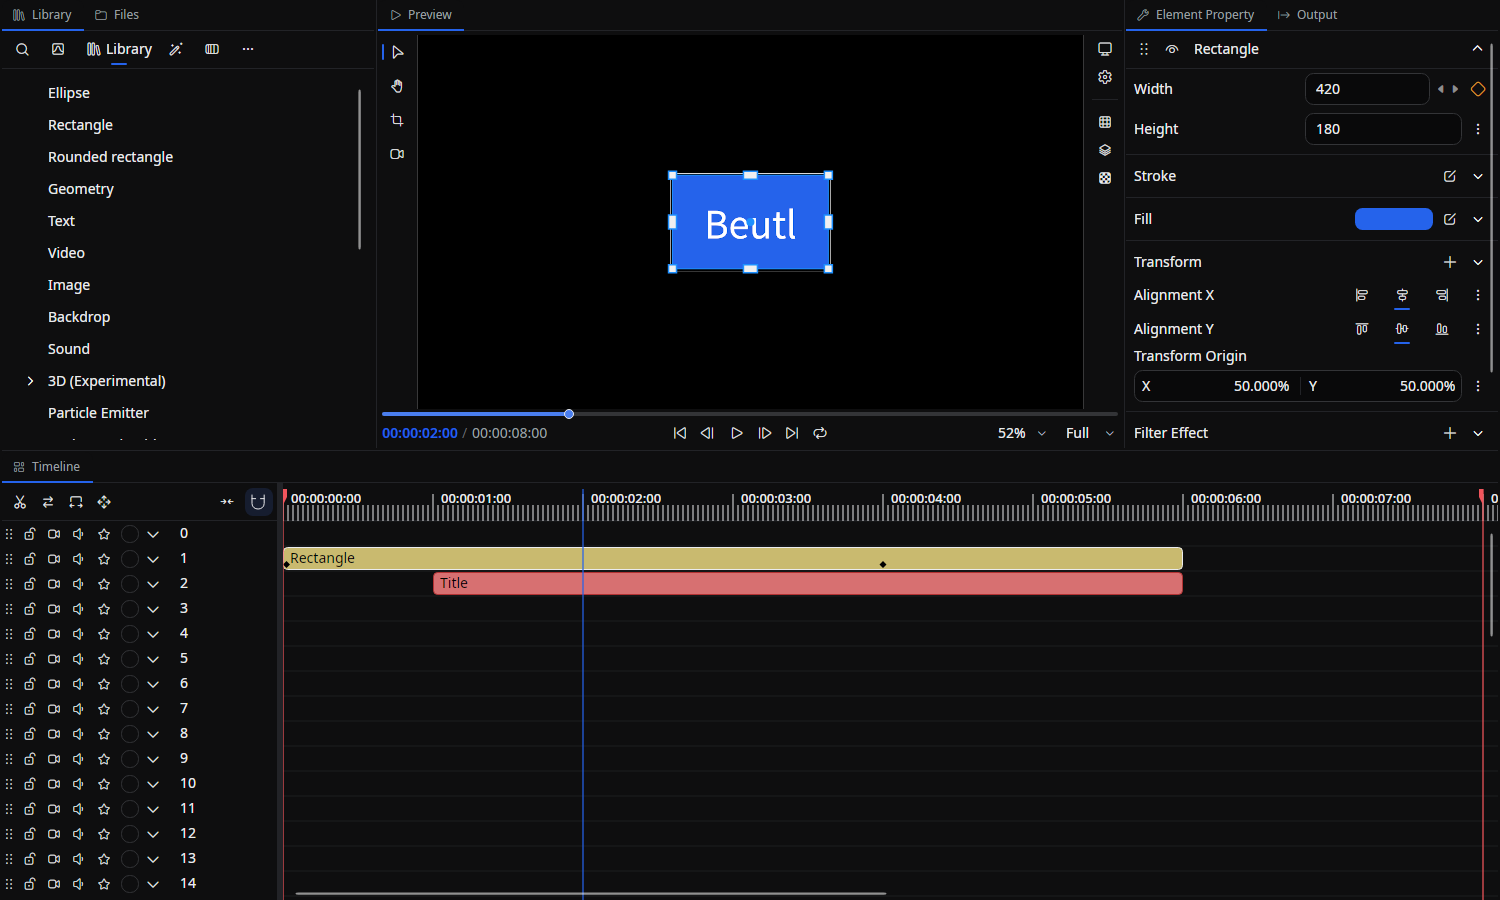 Library Files
Library
Ellipse
Rectangle
Rounded rectangle
Geometry
Text
Video
Image
Backdrop
Sound
3D (Experimental)
Particle Emitter
Preview
Beutl
00:00:02:00 / 00:00:08:00
52% Full
Element Property Output
Rectangle
Width 420
Height 180
Stroke
Fill
Transform
Alignment X
Alignment Y
Transform Origin
X 50.000% Y 50.000%
Filter Effect
Timeline
00:00:00:00 00:00:01:00 00:00:02:00 00:00:03:00 00:00:04:00 00:00:05:00 00:00:06:00 00:00:07:00 0
0
1 Rectangle
2 Title
3
4
5
6
7
8
9
10
11
12
13
14